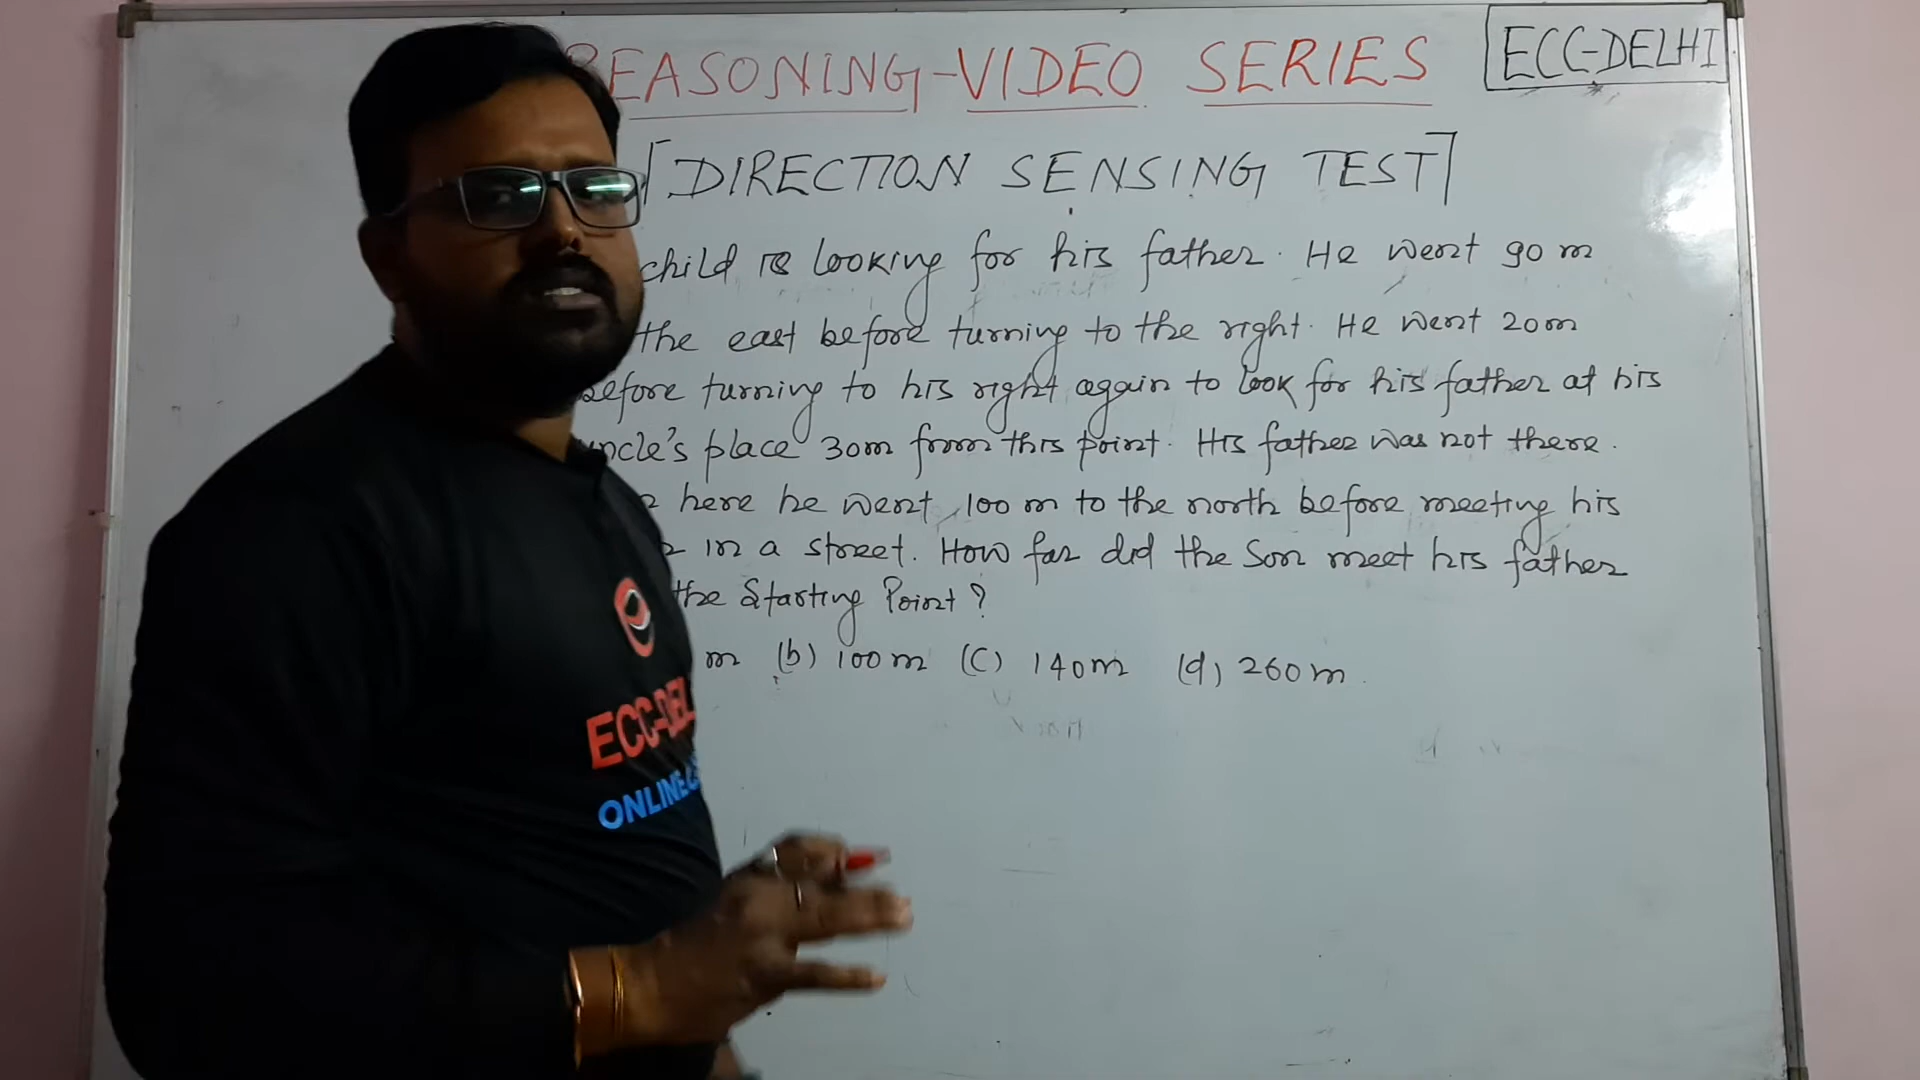 REASONING-VIDEO SERIES
ECC-DELHI
DIRECTION SENSING TEST
child is looking for his father. He went 90 m
the east before turning to the right. He went 20m
before turning to his right again to look for his father at his
uncle's place 30m from this point. His father was not there.
here he went 100 m to the north before meeting his
in a street. How far did the Son meet his father
the Starting Point?
m (b) 100m (c) 140m (d) 260m.
ECC-DEL
ONLINE